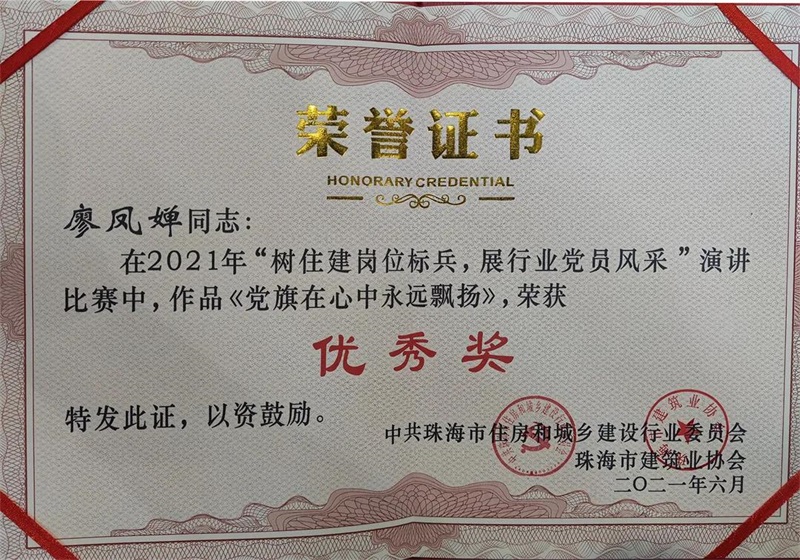 荣誉证书
HONORARY CREDENTIAL
廖凤婵同志：
在2021年“树住建岗位标兵，展行业党员风采”演讲
比赛中，作品《党旗在心中永远飘扬》，荣获
优秀奖
特发此证，以资鼓励。
中共珠海市住房和城乡建设行业委员会
珠海市建筑业协会
二〇二一年六月